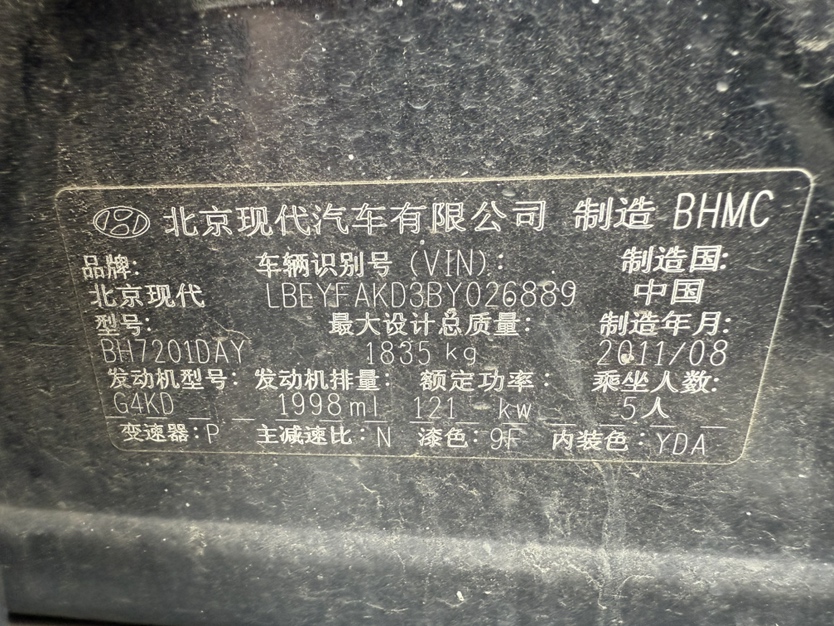 北京现代汽车有限公司 制造 BHMC
品牌: 车辆识别号 (VIN): 制造国:
北京现代 LBEYFAKD3BY026889 中国
型号: 最大设计总质量: 制造年月:
BH7201DAY 1835 kg 2011/08
发动机型号: 发动机排量: 额定功率: 乘坐人数:
G4KD 1998 ml 121 kw 5人
变速器: P 主减速比: N 漆色: 9F 内装色: YDA